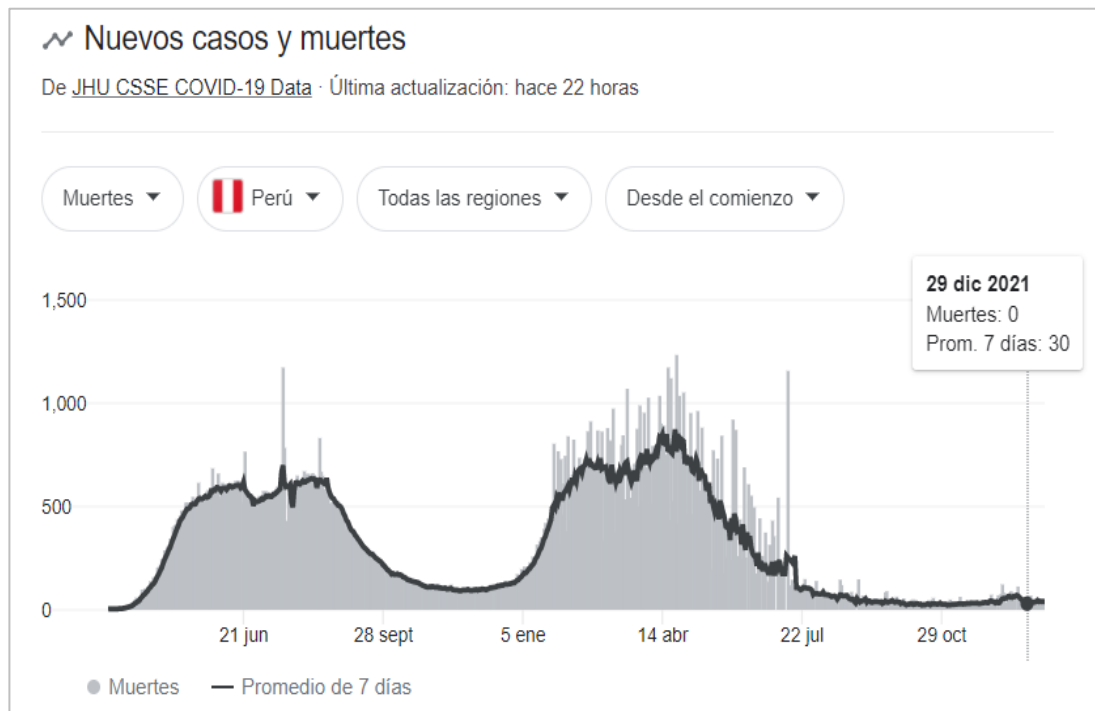 Nuevos casos y muertes
De JHU CSSE COVID-19 Data · Última actualización: hace 22 horas
Muertes Perú Todas las regiones Desde el comienzo
29 dic 2021
Muertes: 0
Prom. 7 días: 30
1,500
1,000
500
0
21 jun 28 sept 5 ene 14 abr 22 jul 29 oct
Muertes Promedio de 7 días